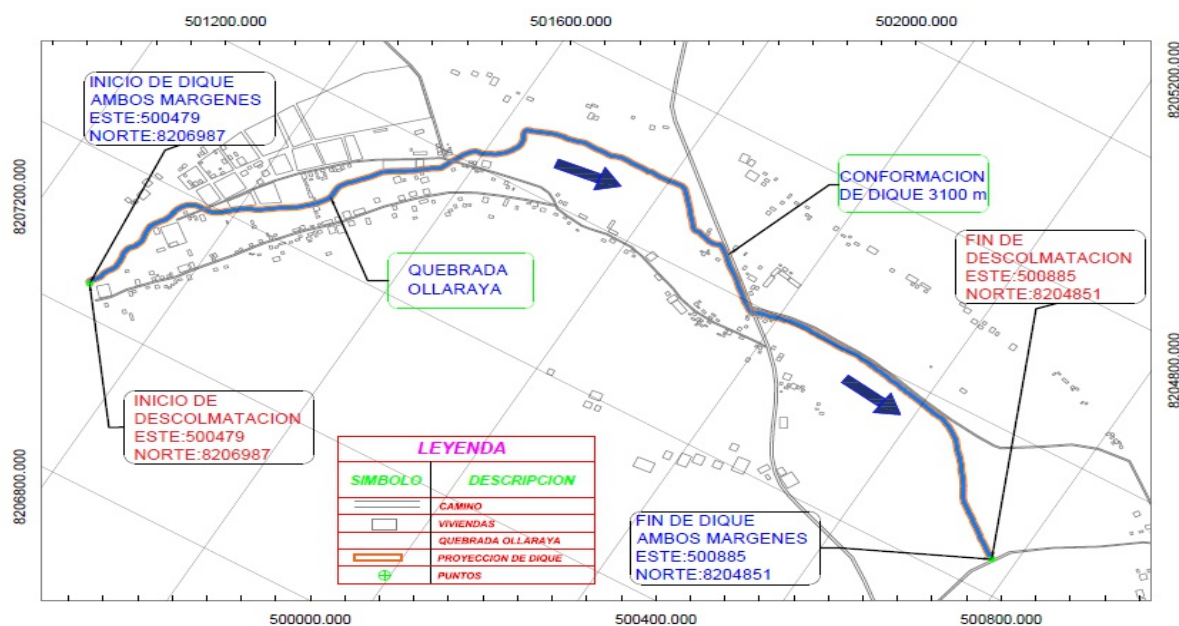 501200.000
501600.000
502000.000
8205200.000
8204800.000
8207200.000
8206800.000
INICIO DE DIQUE
AMBOS MARGENES
ESTE:500479
NORTE:8206987
CONFORMACION
DE DIQUE 3100 m
FIN DE
DESCOLMATACION
ESTE:500885
NORTE:8204851
QUEBRADA
OLLARAYA
INICIO DE
DESCOLMATACION
ESTE:500479
NORTE:8206987
LEYENDA
SIMBOLO DESCRIPCION
CAMINO
VIVIENDAS
QUEBRADA OLLARAYA
PROYECCION DE DIQUE
PUNTOS
FIN DE DIQUE
AMBOS MARGENES
ESTE:500885
NORTE:8204851
500000.000
500400.000
500800.000